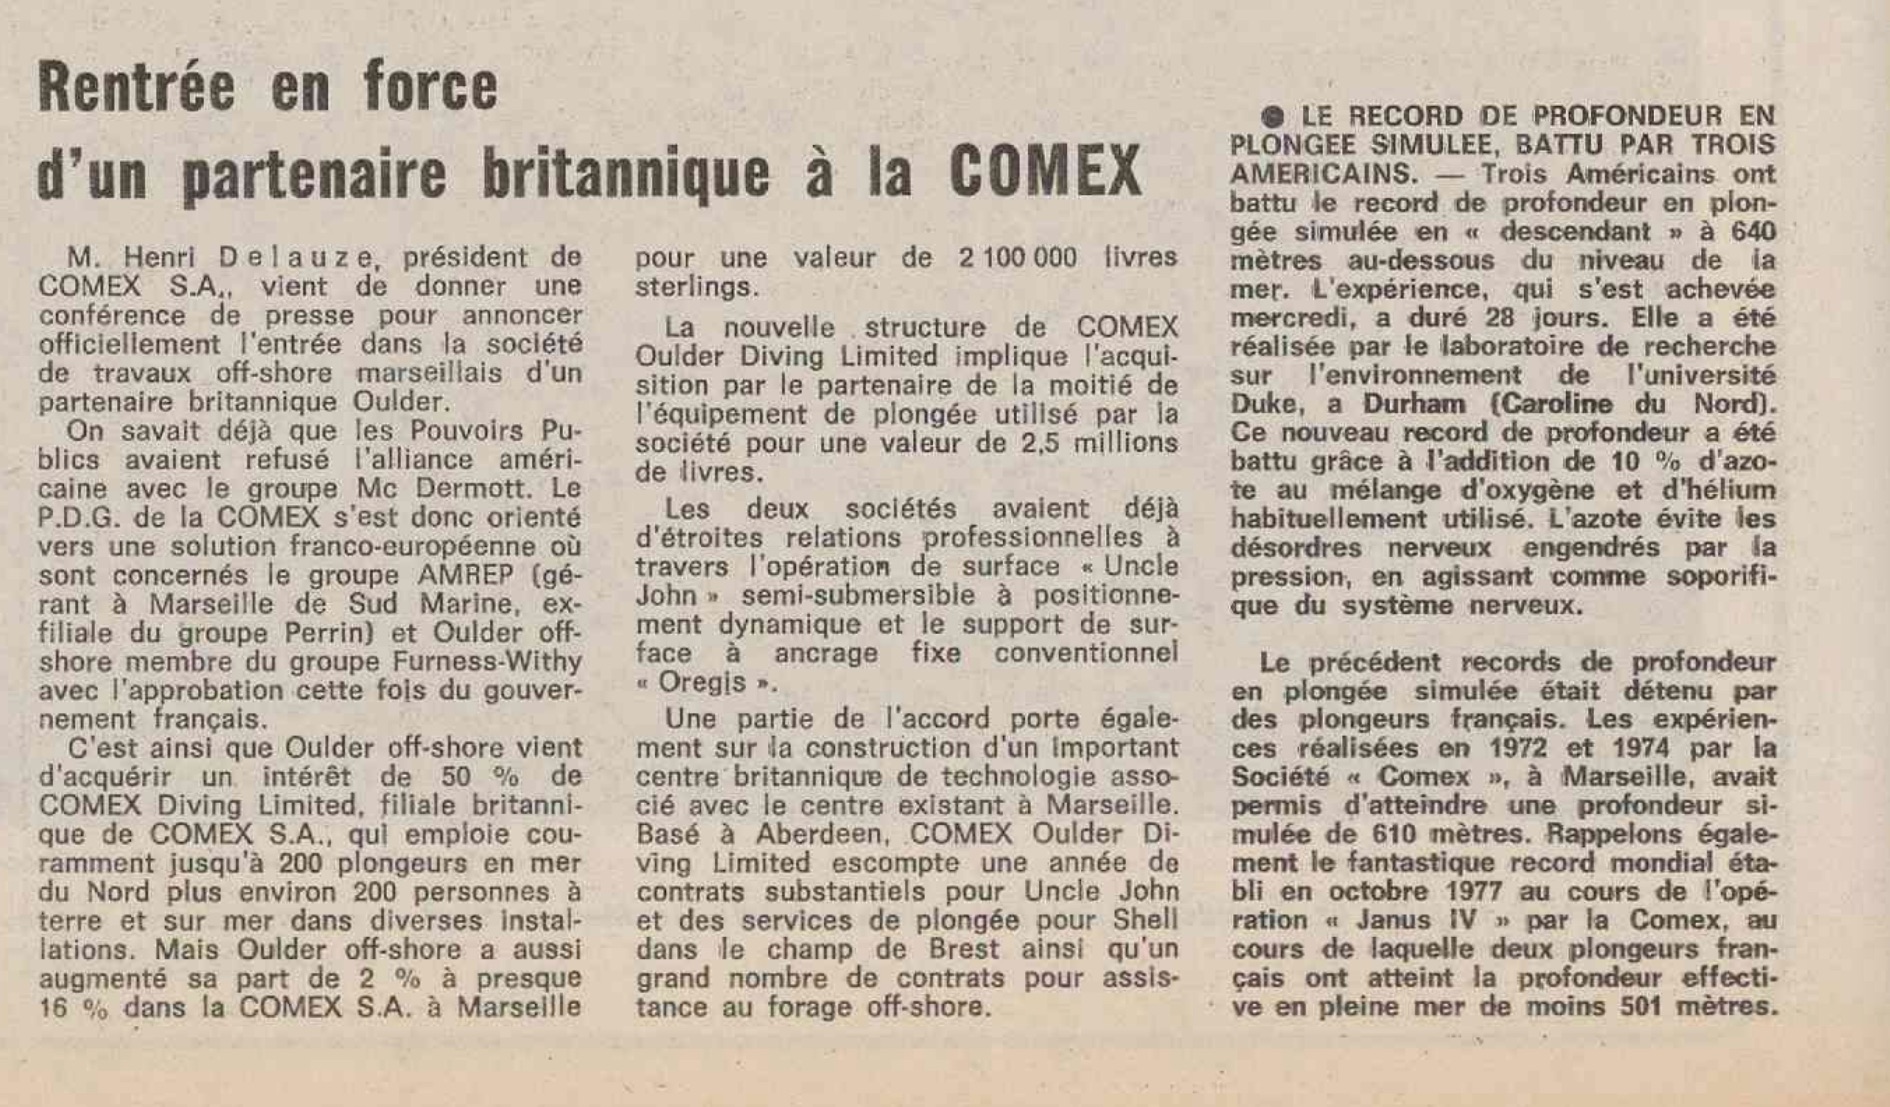 Rentrée en force
d'un partenaire britannique à la COMEX
M. Henri Delauze, président de
COMEX S.A., vient de donner une
conférence de presse pour annoncer
officiellement l'entrée dans la société
de travaux off-shore marseillais d'un
partenaire britannique Oulder.
On savait déjà que les Pouvoirs Pu-
blics avaient refusé l'alliance améri-
caine avec le groupe Mc Dermott. Le
P.D.G. de la COMEX s'est donc orienté
vers une solution franco-européenne où
sont concernés le groupe AMREP (gé-
rant à Marseille de Sud Marine, ex-
filiale du groupe Perrin) et Oulder off-
shore membre du groupe Furness-Withy
avec l'approbation cette fois du gouver-
nement français.
C'est ainsi que Oulder off-shore vient
d'acquérir un intérêt de 50 % de
COMEX Diving Limited, filiale britanni-
que de COMEX S.A., qui emploie cou-
ramment jusqu'à 200 plongeurs en mer
du Nord plus environ 200 personnes à
terre et sur mer dans diverses instal-
lations. Mais Oulder off-shore a aussi
augmenté sa part de 2 % à presque
16 % dans la COMEX S.A. à Marseille
pour une valeur de 2 100 000 livres
sterlings.
La nouvelle structure de COMEX
Oulder Diving Limited implique l'acqui-
sition par le partenaire de la moitié de
l'équipement de plongée utilisé par la
société pour une valeur de 2,5 millions
de livres.
Les deux sociétés avaient déjà
d'étroites relations professionnelles à
travers l'opération de surface « Uncle
John » semi-submersible à positionne-
ment dynamique et le support de sur-
face à ancrage fixe conventionnel
« Oregis ».
Une partie de l'accord porte égale-
ment sur la construction d'un important
centre britannique de technologie asso-
cié avec le centre existant à Marseille.
Basé à Aberdeen, COMEX Oulder Di-
ving Limited escompte une année de
contrats substantiels pour Uncle John
et des services de plongée pour Shell
dans le champ de Brest ainsi qu'un
grand nombre de contrats pour assis-
tance au forage off-shore.
● LE RECORD DE PROFONDEUR EN
PLONGEE SIMULEE, BATTU PAR TROIS
AMERICAINS. — Trois Américains ont
battu le record de profondeur en plon-
gée simulée en « descendant » à 640
mètres au-dessous du niveau de la
mer. L'expérience, qui s'est achevée
mercredi, a duré 28 jours. Elle a été
réalisée par le laboratoire de recherche
sur l'environnement de l'université
Duke, a Durham (Caroline du Nord).
Ce nouveau record de profondeur a été
battu grâce à l'addition de 10 % d'azo-
te au mélange d'oxygène et d'hélium
habituellement utilisé. L'azote évite les
désordres nerveux engendrés par la
pression, en agissant comme soporifi-
que du système nerveux.
Le précédent records de profondeur
en plongée simulée était détenu par
des plongeurs français. Les expérien-
ces réalisées en 1972 et 1974 par la
Société « Comex », à Marseille, avait
permis d'atteindre une profondeur si-
mulée de 610 mètres. Rappelons égale-
ment le fantastique record mondial éta-
bli en octobre 1977 au cours de l'opé-
ration « Janus IV » par la Comex, au
cours de laquelle deux plongeurs fran-
çais ont atteint la profondeur effecti-
ve en pleine mer de moins 501 mètres.